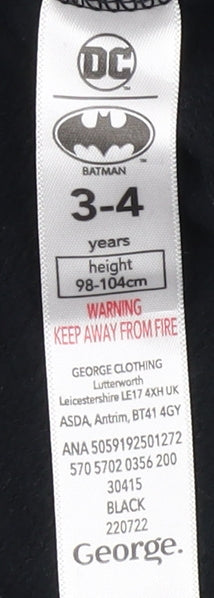 DC
BATMAN
3-4
years
height
98-104cm
WARNING
KEEP AWAY FROM FIRE
GEORGE CLOTHING
Lutterworth
Leicestershire LE17 4XH UK
ASDA, Antrim, BT41 4GY
ANA 5059192501272
570 5702 0356 200
30415
BLACK
220722
George.